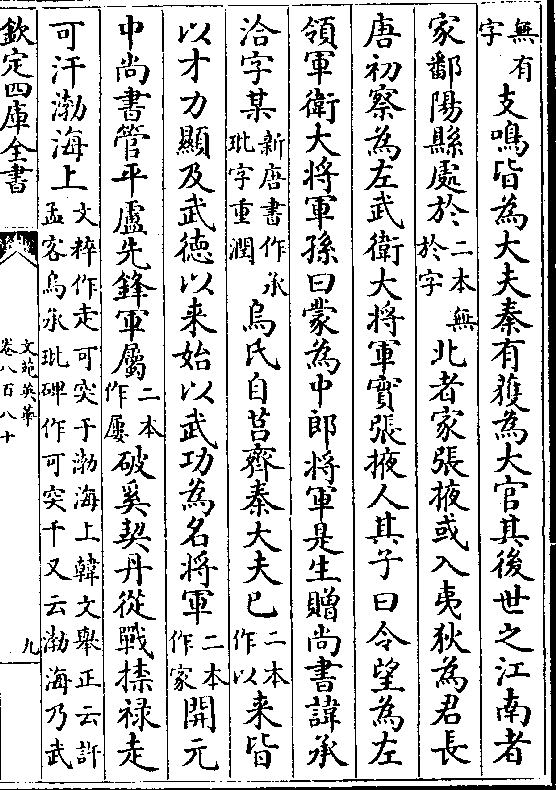 無有字支鳴皆為大夫秦有獲為大官其後世之江南者
家鄱陽縣處於二本無於字北者家張掖或入夷狄為君長
唐初察為左武衛大將軍實張掖人其子曰令望為左
領軍衛大將軍孫曰蒙為中郎將軍是生贈尚書諱承
洽字某新唐書作承玼字重潤烏氏自莒齊秦大夫已二本作以来皆
以才力顯及武德以来始以武功為名將軍二本作家開元
中尚書管平盧先鋒軍屬二本作屢破奚契丹從戰捺禄走
可汗渤海上文粹作走可突于渤海上韓文舉正云許孟容烏承玼碑作可突干又云渤海乃武
欽定四庫全書
文苑英華
卷八百八十
九